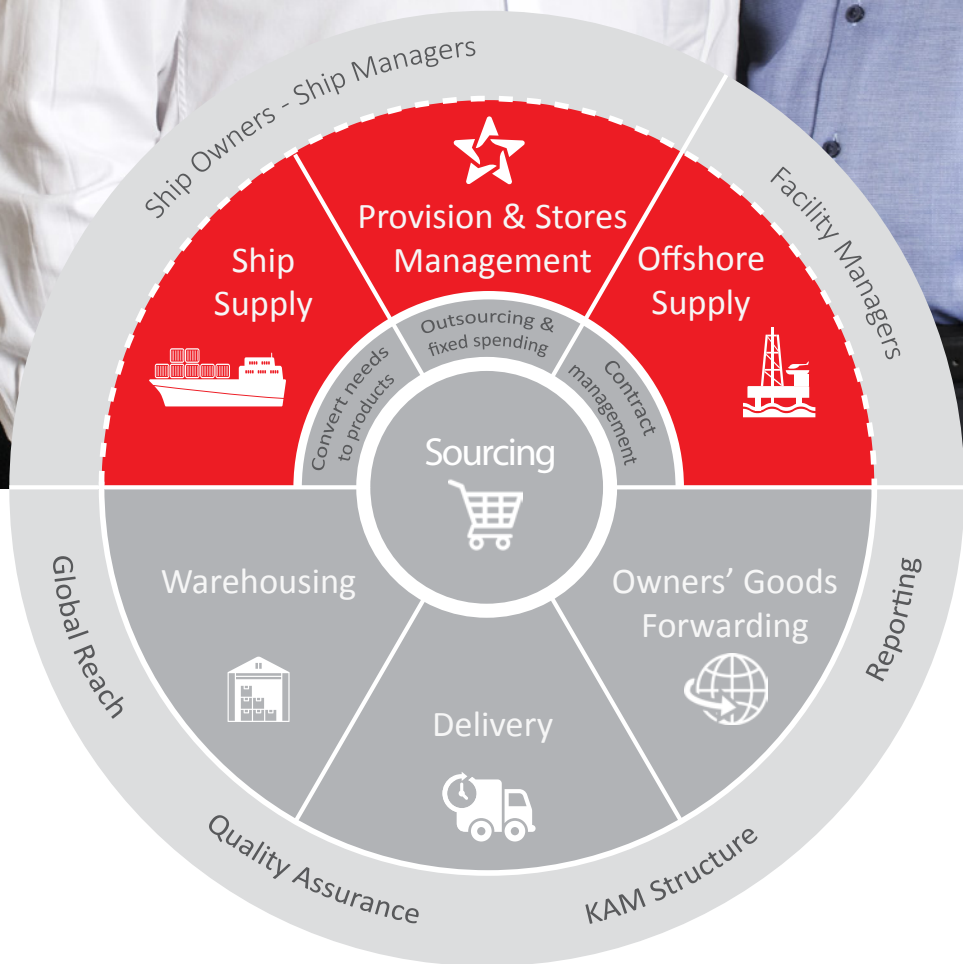 Ship Owners - Ship Managers
Facility Managers
Provision & Stores
Management
Ship
Supply
Offshore
Supply
Outsourcing &
fixed spending
Convert needs
to products
Contract
management
Sourcing
Warehousing
Owners’ Goods
Forwarding
Delivery
Global Reach
Reporting
Quality Assurance
KAM Structure